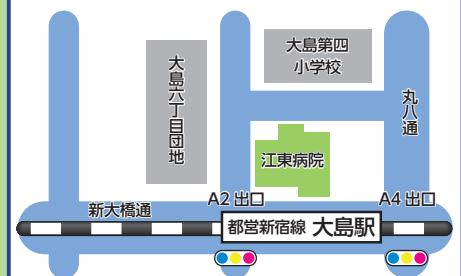 大島第四
小学校
大島六丁目団地
丸八通
江東病院
A2 出口
A4 出口
新大橋通
都営新宿線 大島駅